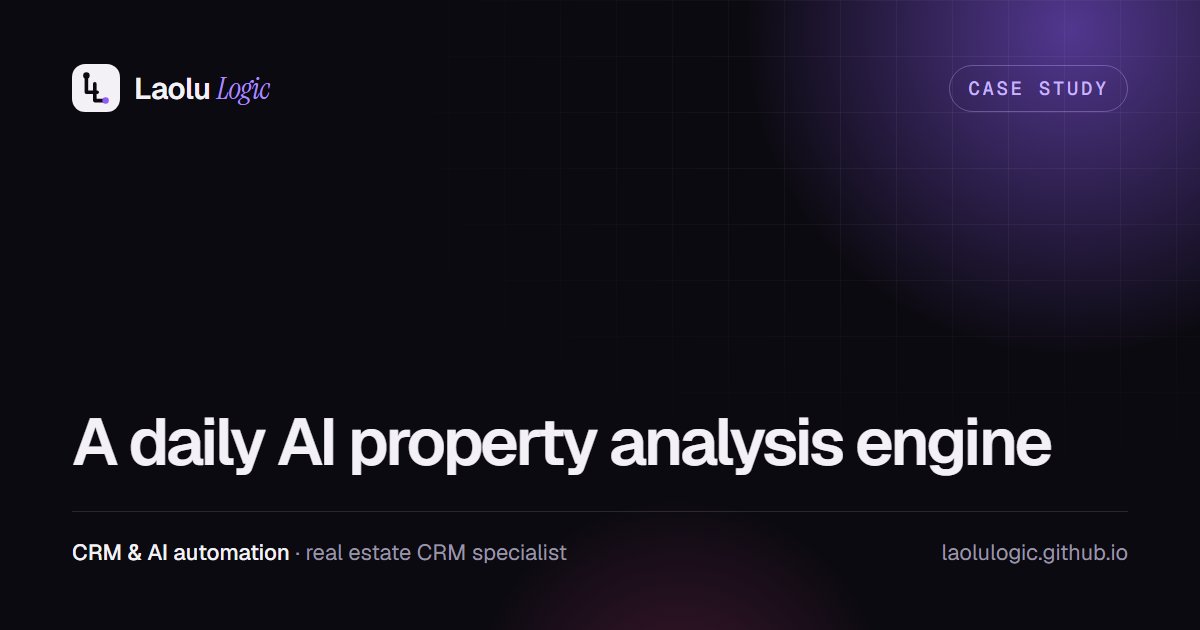 Laolu Logic
CASE STUDY
A daily AI property analysis engine
CRM & AI automation · real estate CRM specialist
laolulogic.github.io